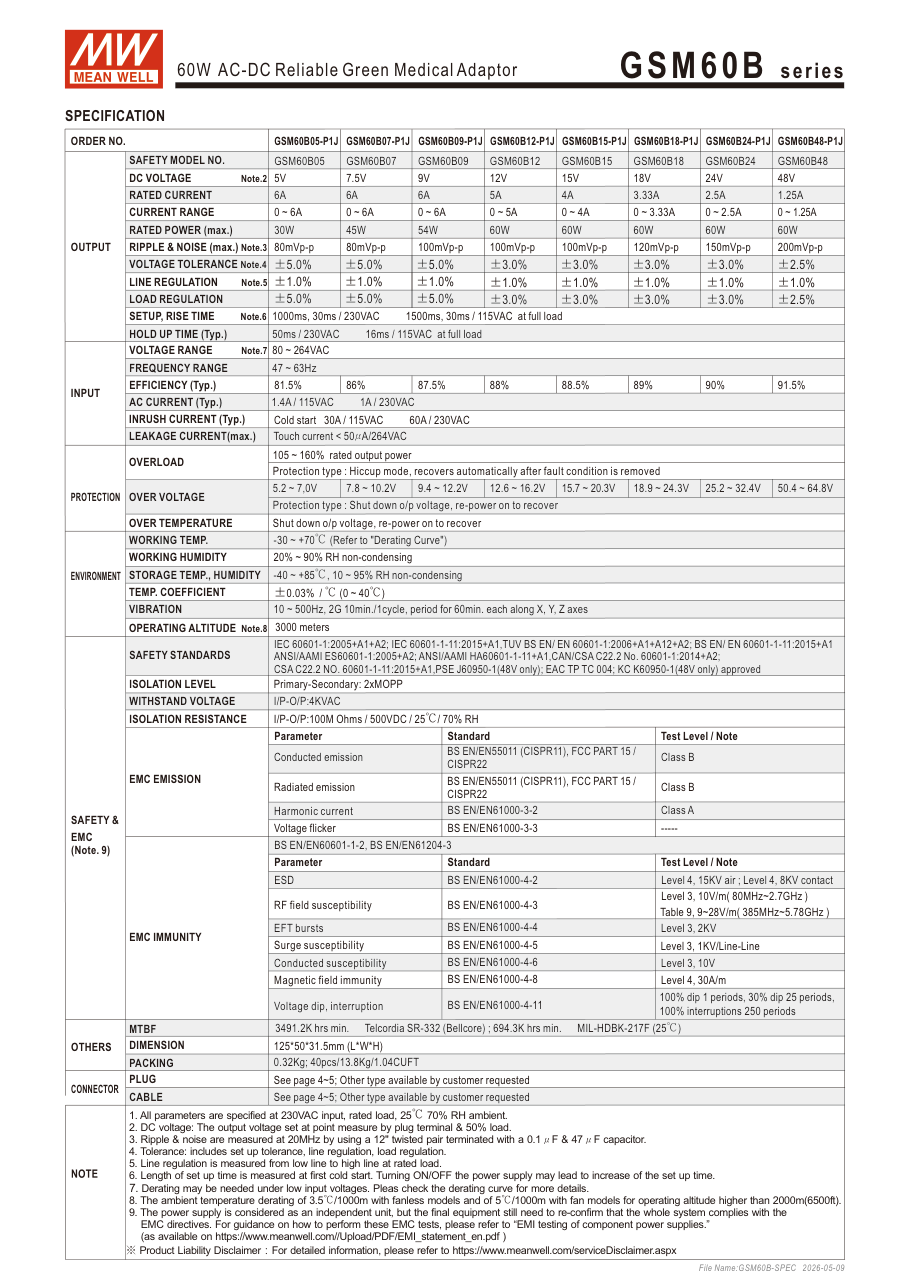 MW
MEAN WELL
60W AC-DC Reliable Green Medical Adaptor
GSM60B series
SPECIFICATION
ORDER NO. GSM60B05-P1J GSM60B07-P1J GSM60B09-P1J GSM60B12-P1J GSM60B15-P1J GSM60B18-P1J GSM60B24-P1J GSM60B48-P1J
OUTPUT
SAFETY MODEL NO. GSM60B05 GSM60B07 GSM60B09 GSM60B12 GSM60B15 GSM60B18 GSM60B24 GSM60B48
DC VOLTAGE Note.2 5V 7.5V 9V 12V 15V 18V 24V 48V
RATED CURRENT 6A 6A 6A 5A 4A 3.33A 2.5A 1.25A
CURRENT RANGE 0 ~ 6A 0 ~ 6A 0 ~ 6A 0 ~ 5A 0 ~ 4A 0 ~ 3.33A 0 ~ 2.5A 0 ~ 1.25A
RATED POWER (max.) 30W 45W 54W 60W 60W 60W 60W 60W
RIPPLE & NOISE (max.) Note.3 80mVp-p 80mVp-p 100mVp-p 100mVp-p 100mVp-p 120mVp-p 150mVp-p 200mVp-p
VOLTAGE TOLERANCE Note.4 ±5.0% ±5.0% ±5.0% ±3.0% ±3.0% ±3.0% ±3.0% ±2.5%
LINE REGULATION Note.5 ±1.0% ±1.0% ±1.0% ±1.0% ±1.0% ±1.0% ±1.0% ±1.0%
LOAD REGULATION ±5.0% ±5.0% ±5.0% ±3.0% ±3.0% ±3.0% ±3.0% ±2.5%
SETUP, RISE TIME Note.6 1000ms, 30ms / 230VAC 1500ms, 30ms / 115VAC at full load
HOLD UP TIME (Typ.) 50ms / 230VAC 16ms / 115VAC at full load
INPUT
VOLTAGE RANGE Note.7 80 ~ 264VAC
FREQUENCY RANGE 47 ~ 63Hz
EFFICIENCY (Typ.) 81.5% 86% 87.5% 88% 88.5% 89% 90% 91.5%
AC CURRENT (Typ.) 1.4A / 115VAC 1A / 230VAC
INRUSH CURRENT (Typ.) Cold start 30A / 115VAC 60A / 230VAC
LEAKAGE CURRENT(max.) Touch current < 50μA/264VAC
PROTECTION
OVERLOAD
105 ~ 160% rated output power
Protection type : Hiccup mode, recovers automatically after fault condition is removed
OVER VOLTAGE
5.2 ~ 7,0V 7.8 ~ 10.2V 9.4 ~ 12.2V 12.6 ~ 16.2V 15.7 ~ 20.3V 18.9 ~ 24.3V 25.2 ~ 32.4V 50.4 ~ 64.8V
Protection type : Shut down o/p voltage, re-power on to recover
OVER TEMPERATURE Shut down o/p voltage, re-power on to recover
ENVIRONMENT
WORKING TEMP. -30 ~ +70℃ (Refer to "Derating Curve")
WORKING HUMIDITY 20% ~ 90% RH non-condensing
STORAGE TEMP., HUMIDITY -40 ~ +85℃, 10 ~ 95% RH non-condensing
TEMP. COEFFICIENT ±0.03% / ℃ (0 ~ 40℃)
VIBRATION 10 ~ 500Hz, 2G 10min./1cycle, period for 60min. each along X, Y, Z axes
OPERATING ALTITUDE Note.8 3000 meters
SAFETY &
EMC
(Note. 9)
SAFETY STANDARDS
IEC 60601-1:2005+A1+A2; IEC 60601-1-11:2015+A1,TUV BS EN/ EN 60601-1:2006+A1+A12+A2; BS EN/ EN 60601-1-11:2015+A1
ANSI/AAMI ES60601-1:2005+A2; ANSI/AAMI HA60601-1-11+A1,CAN/CSA C22.2 No. 60601-1:2014+A2;
CSA C22.2 NO. 60601-1-11:2015+A1,PSE J60950-1(48V only); EAC TP TC 004; KC K60950-1(48V only) approved
ISOLATION LEVEL Primary-Secondary: 2xMOPP
WITHSTAND VOLTAGE I/P-O/P:4KVAC
ISOLATION RESISTANCE I/P-O/P:100M Ohms / 500VDC / 25℃/ 70% RH
EMC EMISSION
Parameter Standard Test Level / Note
Conducted emission BS EN/EN55011 (CISPR11), FCC PART 15 / CISPR22 Class B
Radiated emission BS EN/EN55011 (CISPR11), FCC PART 15 / CISPR22 Class B
Harmonic current BS EN/EN61000-3-2 Class A
Voltage flicker BS EN/EN61000-3-3 -----
EMC IMMUNITY
BS EN/EN60601-1-2, BS EN/EN61204-3
Parameter Standard Test Level / Note
ESD BS EN/EN61000-4-2 Level 4, 15KV air ; Level 4, 8KV contact
RF field susceptibility BS EN/EN61000-4-3 Level 3, 10V/m( 80MHz~2.7GHz )
Table 9, 9~28V/m( 385MHz~5.78GHz )
EFT bursts BS EN/EN61000-4-4 Level 3, 2KV
Surge susceptibility BS EN/EN61000-4-5 Level 3, 1KV/Line-Line
Conducted susceptibility BS EN/EN61000-4-6 Level 3, 10V
Magnetic field immunity BS EN/EN61000-4-8 Level 4, 30A/m
Voltage dip, interruption BS EN/EN61000-4-11 100% dip 1 periods, 30% dip 25 periods,
100% interruptions 250 periods
OTHERS
MTBF 3491.2K hrs min. Telcordia SR-332 (Bellcore) ; 694.3K hrs min. MIL-HDBK-217F (25℃)
DIMENSION 125*50*31.5mm (L*W*H)
PACKING 0.32Kg; 40pcs/13.8Kg/1.04CUFT
CONNECTOR
PLUG See page 4~5; Other type available by customer requested
CABLE See page 4~5; Other type available by customer requested
NOTE
1. All parameters are specified at 230VAC input, rated load, 25℃ 70% RH ambient.
2. DC voltage: The output voltage set at point measure by plug terminal & 50% load.
3. Ripple & noise are measured at 20MHz by using a 12" twisted pair terminated with a 0.1 μF & 47 μF capacitor.
4. Tolerance: includes set up tolerance, line regulation, load regulation.
5. Line regulation is measured from low line to high line at rated load.
6. Length of set up time is measured at first cold start. Turning ON/OFF the power supply may lead to increase of the set up time.
7. Derating may be needed under low input voltages. Pleas check the derating curve for more details.
8. The ambient temperature derating of 3.5℃/1000m with fanless models and of 5℃/1000m with fan models for operating altitude higher than 2000m(6500ft).
9. The power supply is considered as an independent unit, but the final equipment still need to re-confirm that the whole system complies with the
EMC directives. For guidance on how to perform these EMC tests, please refer to “EMI testing of component power supplies.”
(as available on https://www.meanwell.com//Upload/PDF/EMI_statement_en.pdf )
※ Product Liability Disclaimer : For detailed information, please refer to https://www.meanwell.com/serviceDisclaimer.aspx
File Name:GSM60B-SPEC 2026-05-09